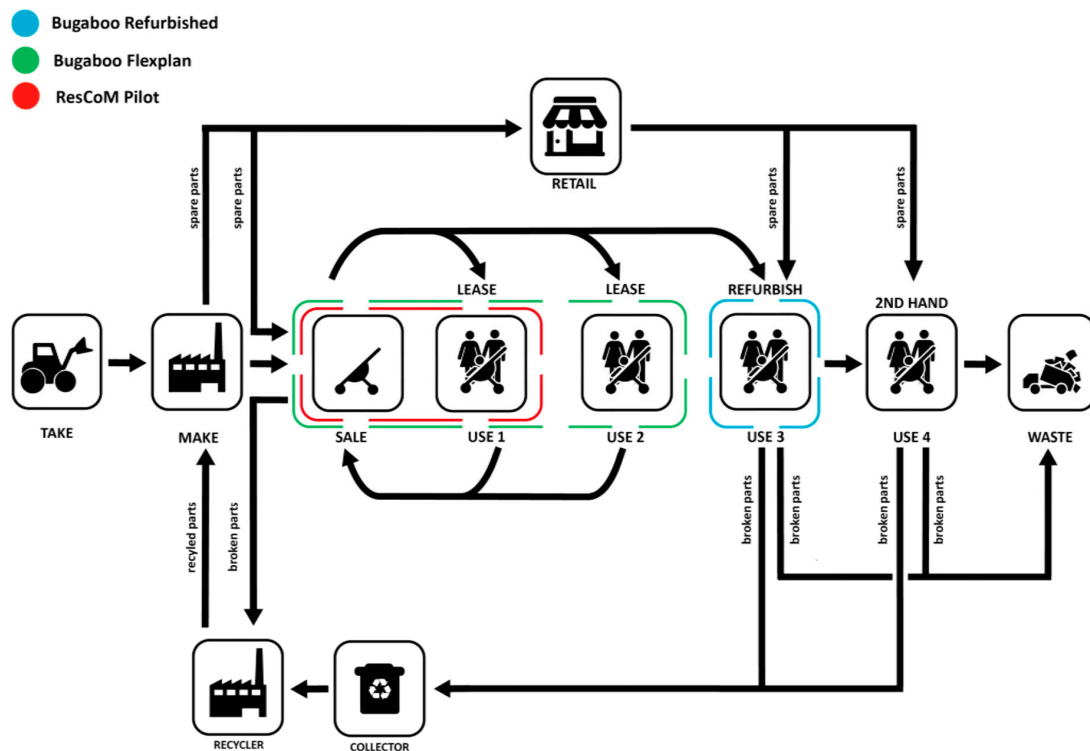 Bugaboo Refurbished
Bugaboo Flexplan
ResCoM Pilot
RETAIL
spare parts
spare parts
spare parts
spare parts
LEASE
LEASE
REFURBISH
2ND HAND
TAKE
MAKE
SALE
USE 1
USE 2
USE 3
USE 4
WASTE
recyled parts
broken parts
broken parts
broken parts
broken parts
broken parts
RECYCLER
COLLECTOR